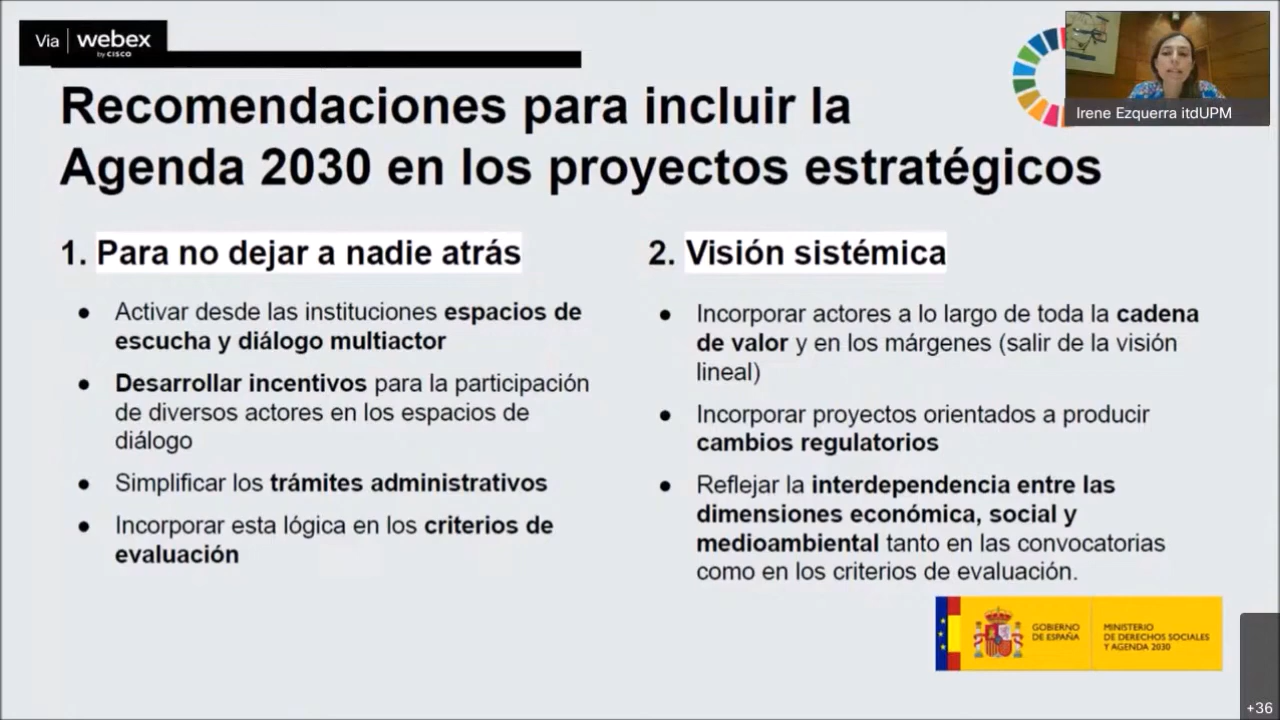 Via webex
by CISCO
Irene Ezquerra itdUPM
Recomendaciones para incluir la
Agenda 2030 en los proyectos estratégicos
1. Para no dejar a nadie atrás
● Activar desde las instituciones espacios de
escucha y diálogo multiactor
● Desarrollar incentivos para la participación
de diversos actores en los espacios de
diálogo
● Simplificar los trámites administrativos
● Incorporar esta lógica en los criterios de
evaluación
2. Visión sistémica
● Incorporar actores a lo largo de toda la cadena
de valor y en los márgenes (salir de la visión
lineal)
● Incorporar proyectos orientados a producir
cambios regulatorios
● Reflejar la interdependencia entre las
dimensiones económica, social y
medioambiental tanto en las convocatorias
como en los criterios de evaluación.
GOBIERNO
DE ESPAÑA
MINISTERIO
DE DERECHOS SOCIALES
Y AGENDA 2030
+36